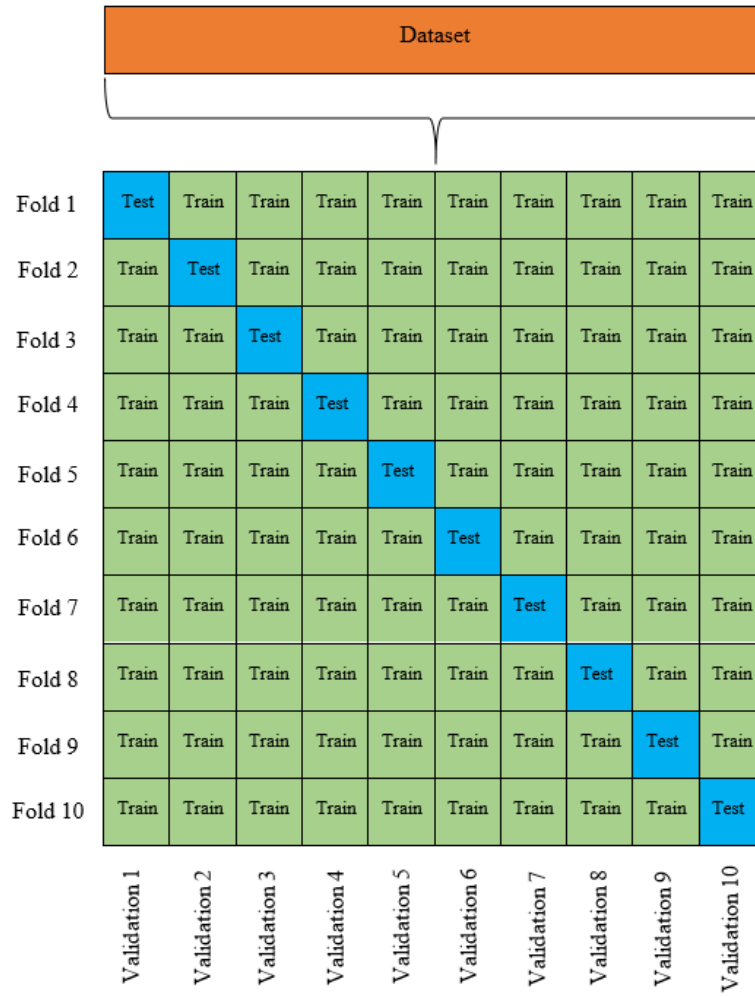 Dataset
Fold 1 Test Train Train Train Train Train Train Train Train Train
Fold 2 Train Test Train Train Train Train Train Train Train Train
Fold 3 Train Train Test Train Train Train Train Train Train Train
Fold 4 Train Train Train Test Train Train Train Train Train Train
Fold 5 Train Train Train Train Test Train Train Train Train Train
Fold 6 Train Train Train Train Train Test Train Train Train Train
Fold 7 Train Train Train Train Train Train Test Train Train Train
Fold 8 Train Train Train Train Train Train Train Test Train Train
Fold 9 Train Train Train Train Train Train Train Train Test Train
Fold 10 Train Train Train Train Train Train Train Train Train Test
Validation 1
Validation 2
Validation 3
Validation 4
Validation 5
Validation 6
Validation 7
Validation 8
Validation 9
Validation 10